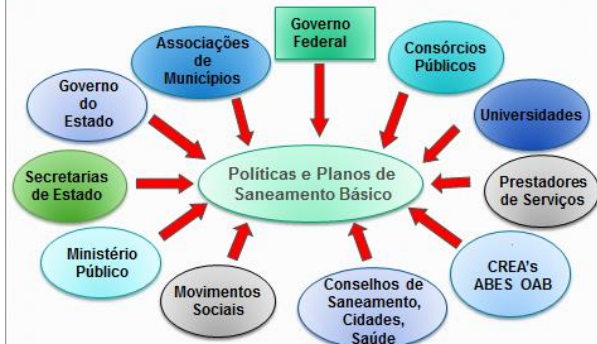 Governo
Federal
Associações
de
Municípios
Consórcios
Públicos
Governo
do
Estado
Universidades
Políticas e Planos de
Saneamento Básico
Secretarias
de Estado
Prestadores
de Serviços
Ministério
Público
Movimentos
Sociais
Conselhos de
Saneamento,
Cidades,
Saúde
CREA's
ABES OAB